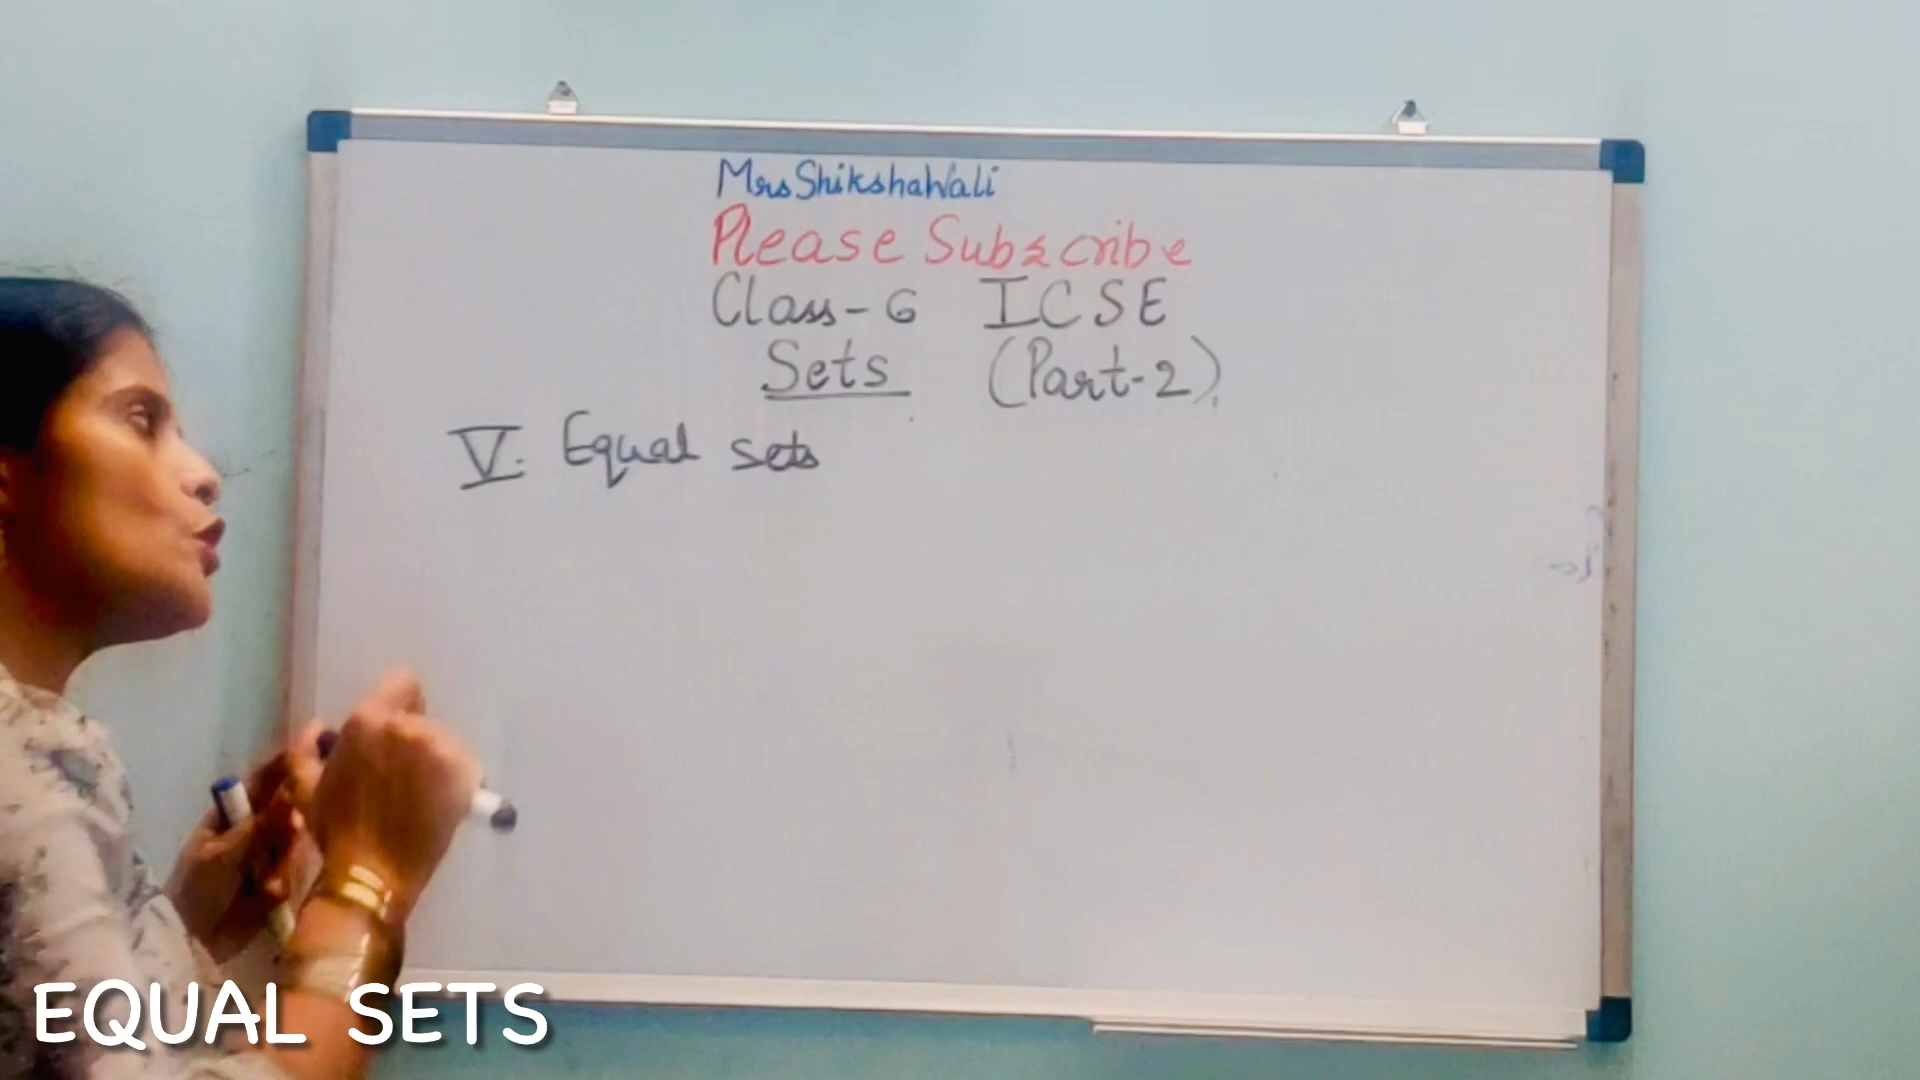 MrsShikshaWali
Please Subscribe
Class-6 ICSE
Sets (Part-2)
V. Equal sets
EQUAL SETS